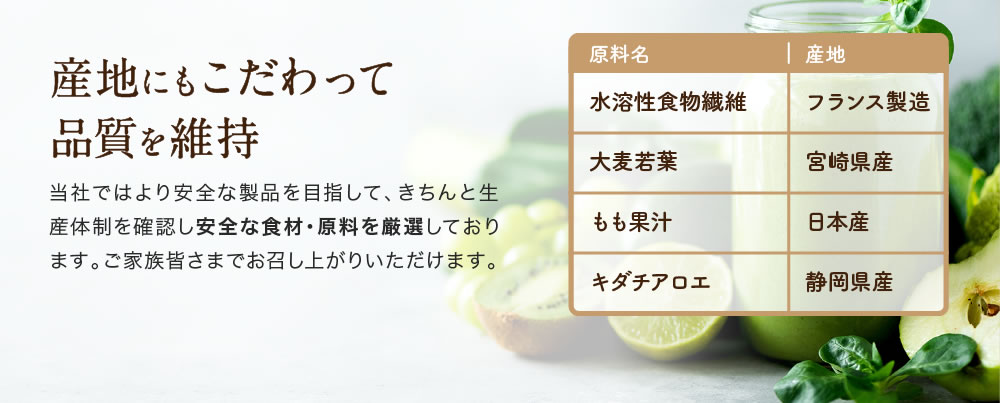 産地にもこだわって
品質を維持
当社ではより安全な製品を目指して、きちんと生
産体制を確認し安全な食材・原料を厳選しており
ます。ご家族皆さまでお召し上がりいただけます。
原料名 産地
水溶性食物繊維 フランス製造
大麦若葉 宮崎県産
もも果汁 日本産
キダチアロエ 静岡県産